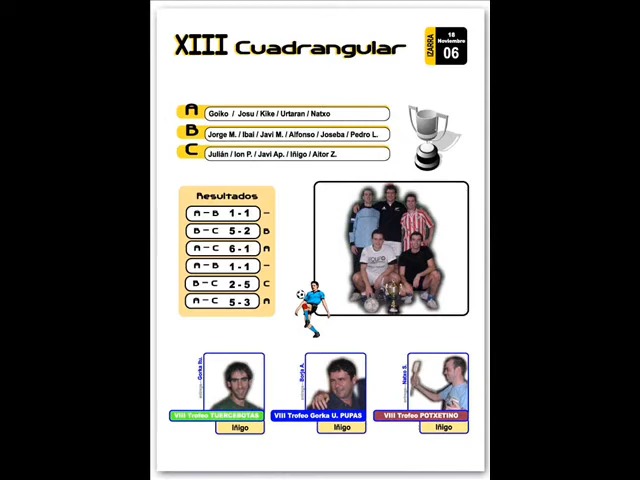 XIII Cuadrangular
IZARRA
18
Noviembre
06
A Goiko / Josu / Kike / Urtaran / Natxo
B Jorge M. / Ibai / Javi M. / Alfonso / Joseba / Pedro L.
C Julián / Ion P. / Javi Ap. / Iñigo / Aitor Z.
Resultados
A - B 1 - 1 -
B - C 5 - 2 B
A - C 6 - 1 A
A - B 1 - 1 -
B - C 2 - 5 C
A - C 5 - 3 A
Borja A.
Natxo S.
VIII Trofeo TUERCEBOTAS
VIII Trofeo Gorka U. PUPAS
VIII Trofeo POTXETINO
Iñigo
Iñigo
Iñigo